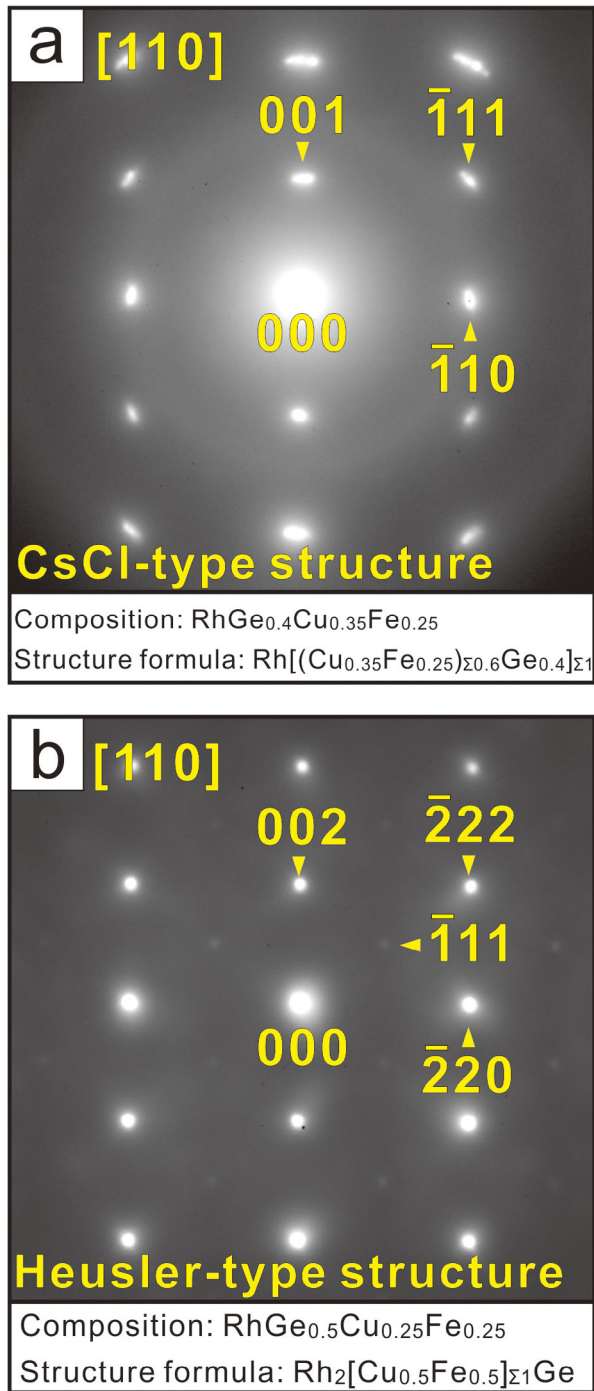 a [110]
001 1̄11
000
1̄10
CsCl-type structure
Composition: RhGe₀.₄Cu₀.₃₅Fe₀.₂₅
Structure formula: Rh[(Cu₀.₃₅Fe₀.₂₅)Σ₀.₆Ge₀.₄]Σ₁
b [110]
002 2̄22
1̄11
000
2̄20
Heusler-type structure
Composition: RhGe₀.₅Cu₀.₂₅Fe₀.₂₅
Structure formula: Rh₂[Cu₀.₅Fe₀.₅]Σ₁Ge